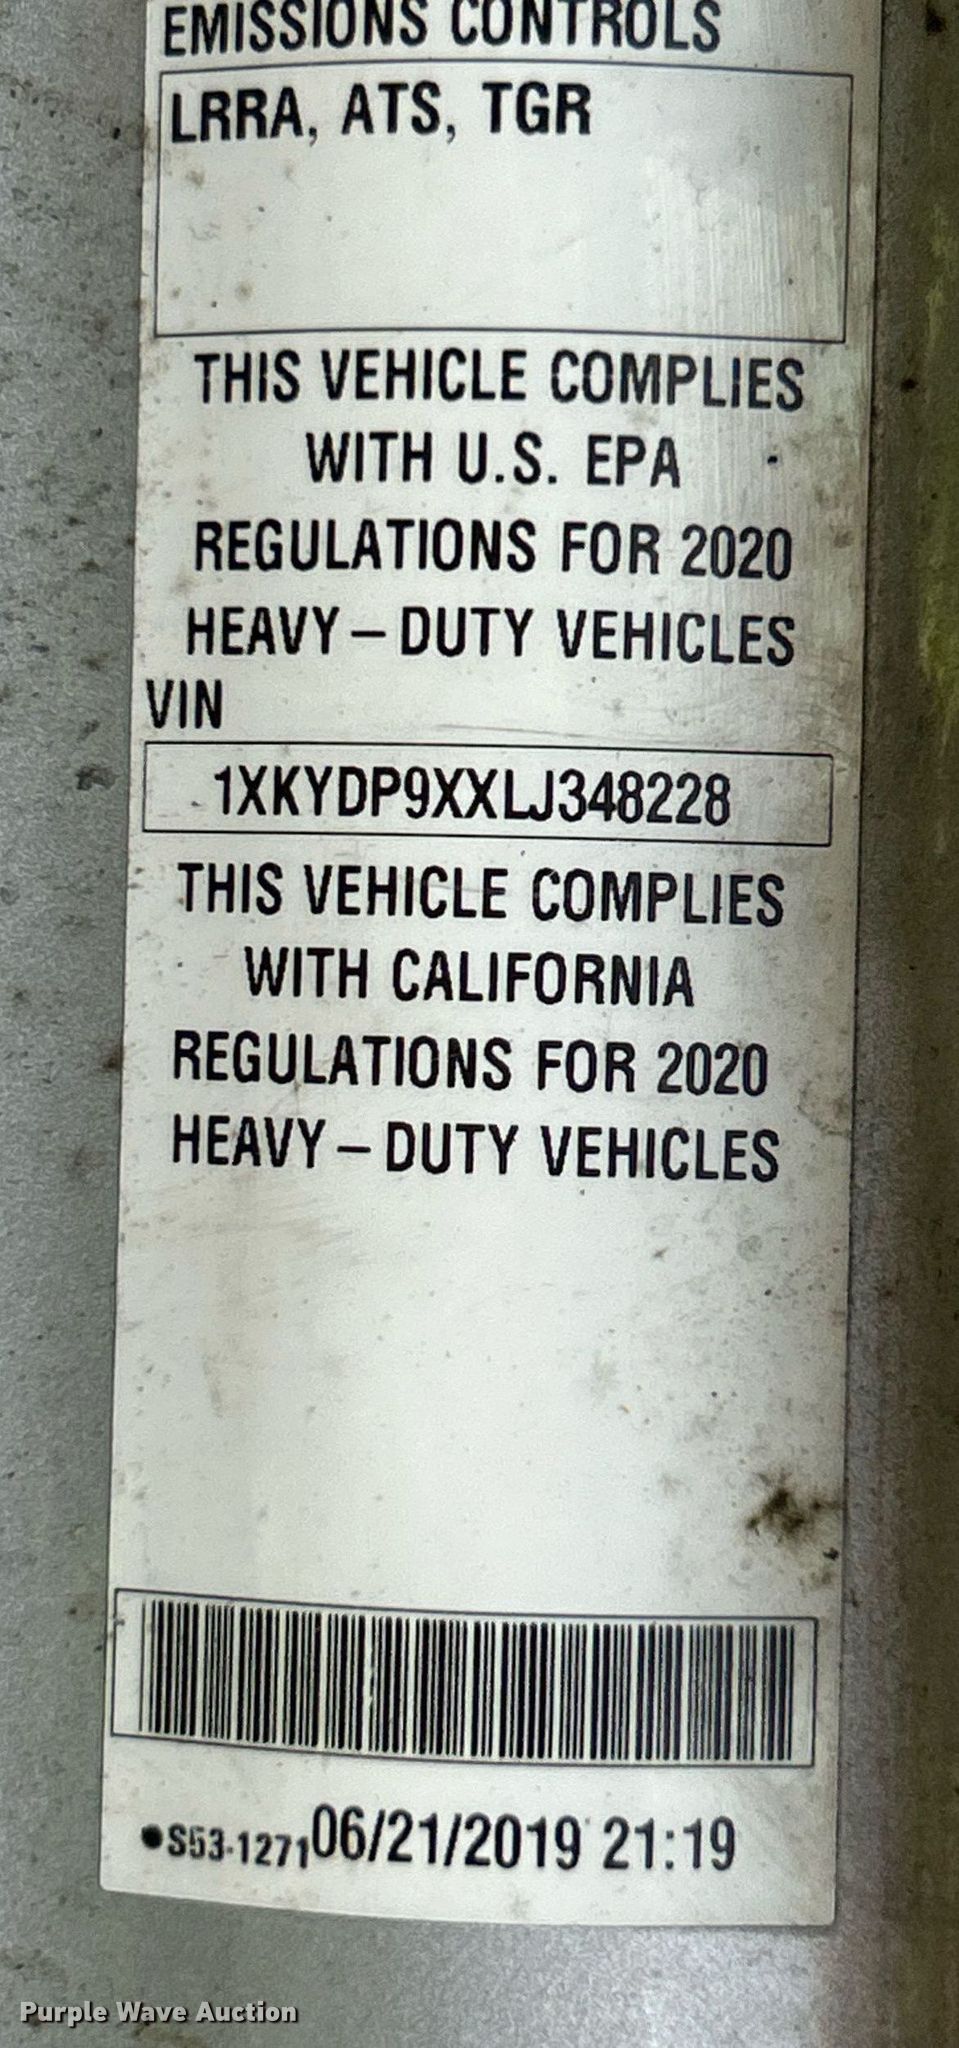 EMISSIONS CONTROLS
LRRA, ATS, TGR
THIS VEHICLE COMPLIES
WITH U.S. EPA
REGULATIONS FOR 2020
HEAVY–DUTY VEHICLES
VIN
1XKYDP9XXLJ348228
THIS VEHICLE COMPLIES
WITH CALIFORNIA
REGULATIONS FOR 2020
HEAVY–DUTY VEHICLES
•S53-1271 06/21/2019 21:19
Purple Wave Auction